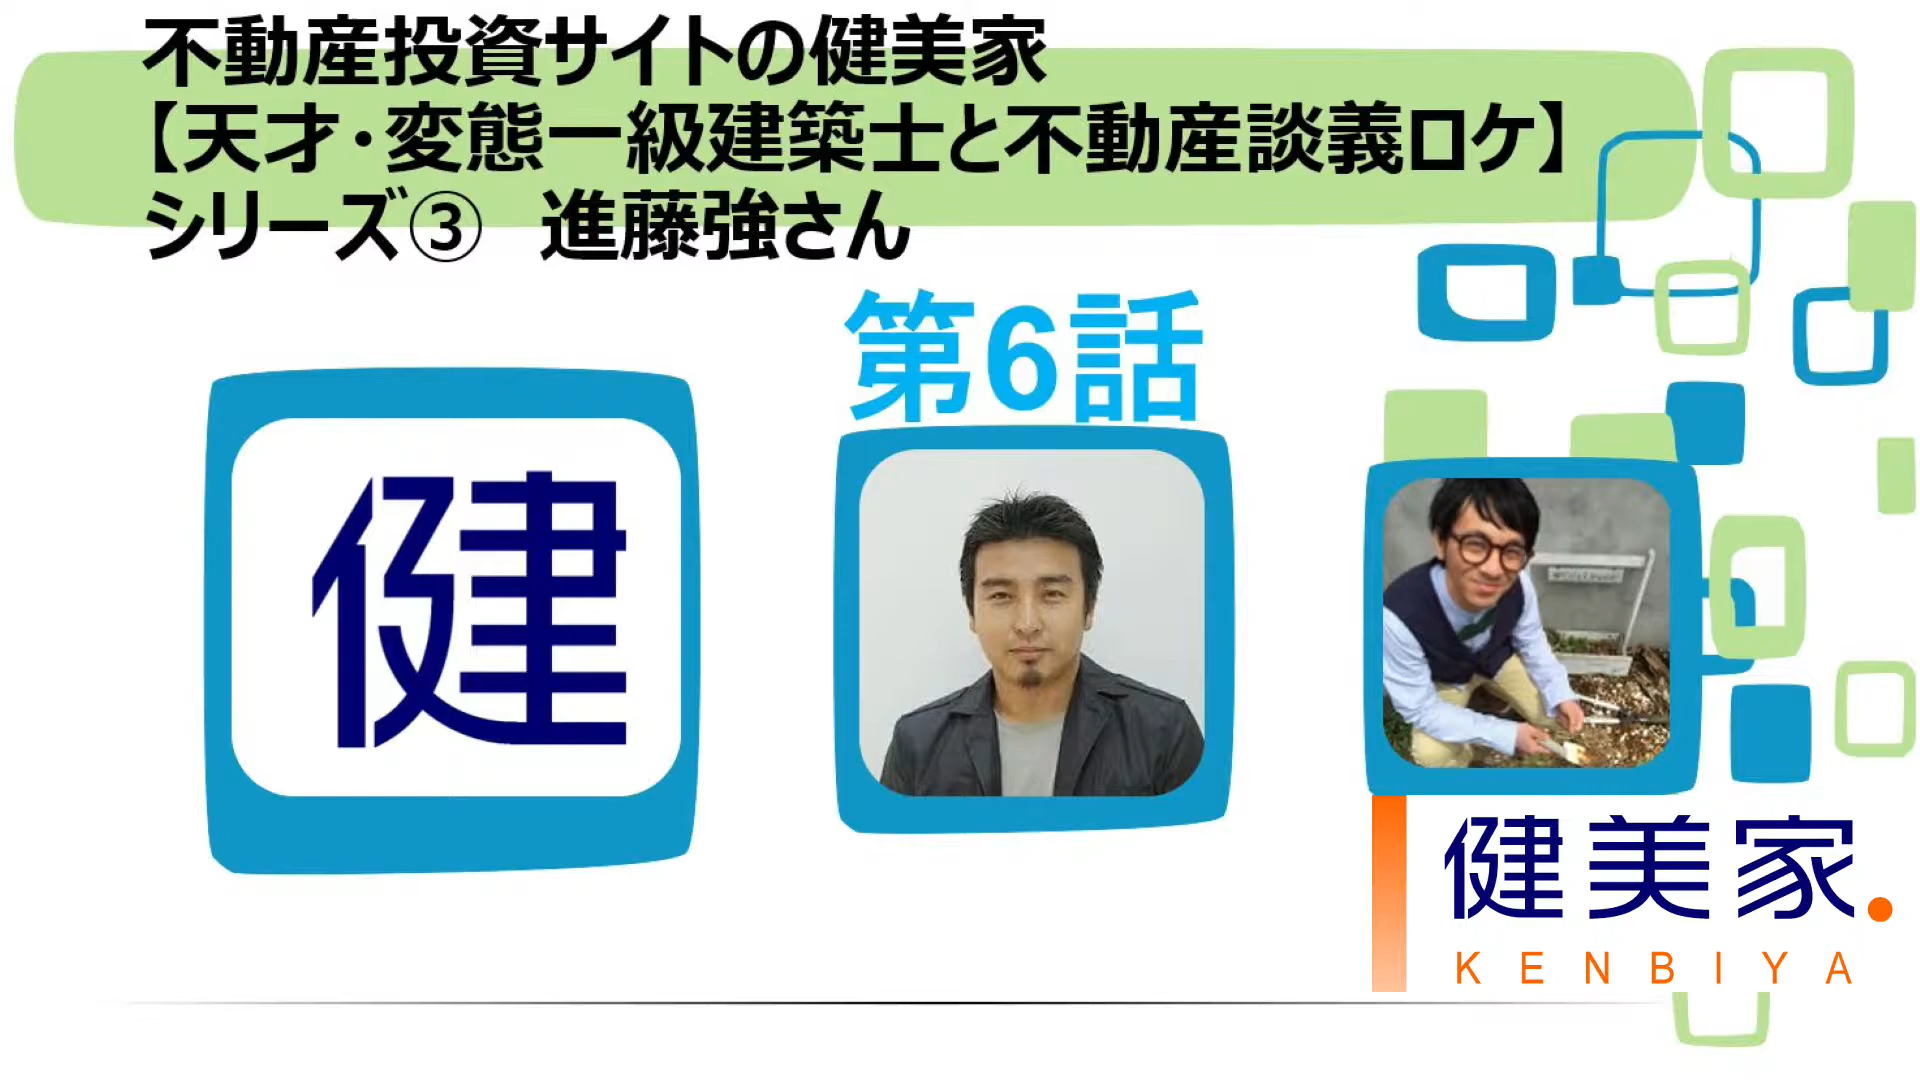 不動産投資サイトの健美家
【天才・変態一級建築士と不動産談義ロケ】
シリーズ③　進藤強さん
第6話
健
健美家.
KENBIYA